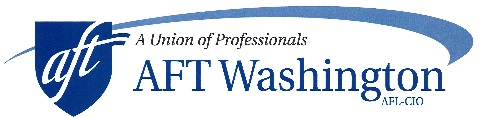 aft
A Union of Professionals
AFT Washington
AFL-CIO